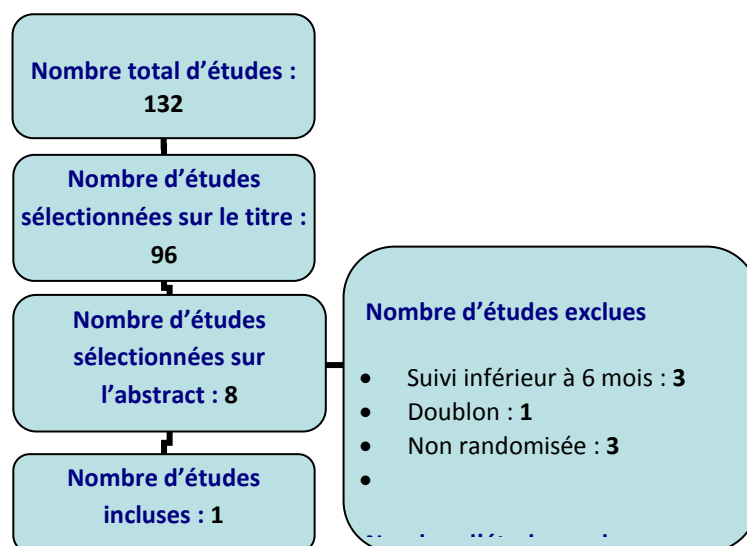 Nombre total d'études :
132
Nombre d'études
sélectionnées sur le titre :
96
Nombre d'études
sélectionnées sur
l'abstract : 8
Nombre d'études exclues
• Suivi inférieur à 6 mois : 3
• Doublon : 1
• Non randomisée : 3
•
Nombre d'études
incluses : 1